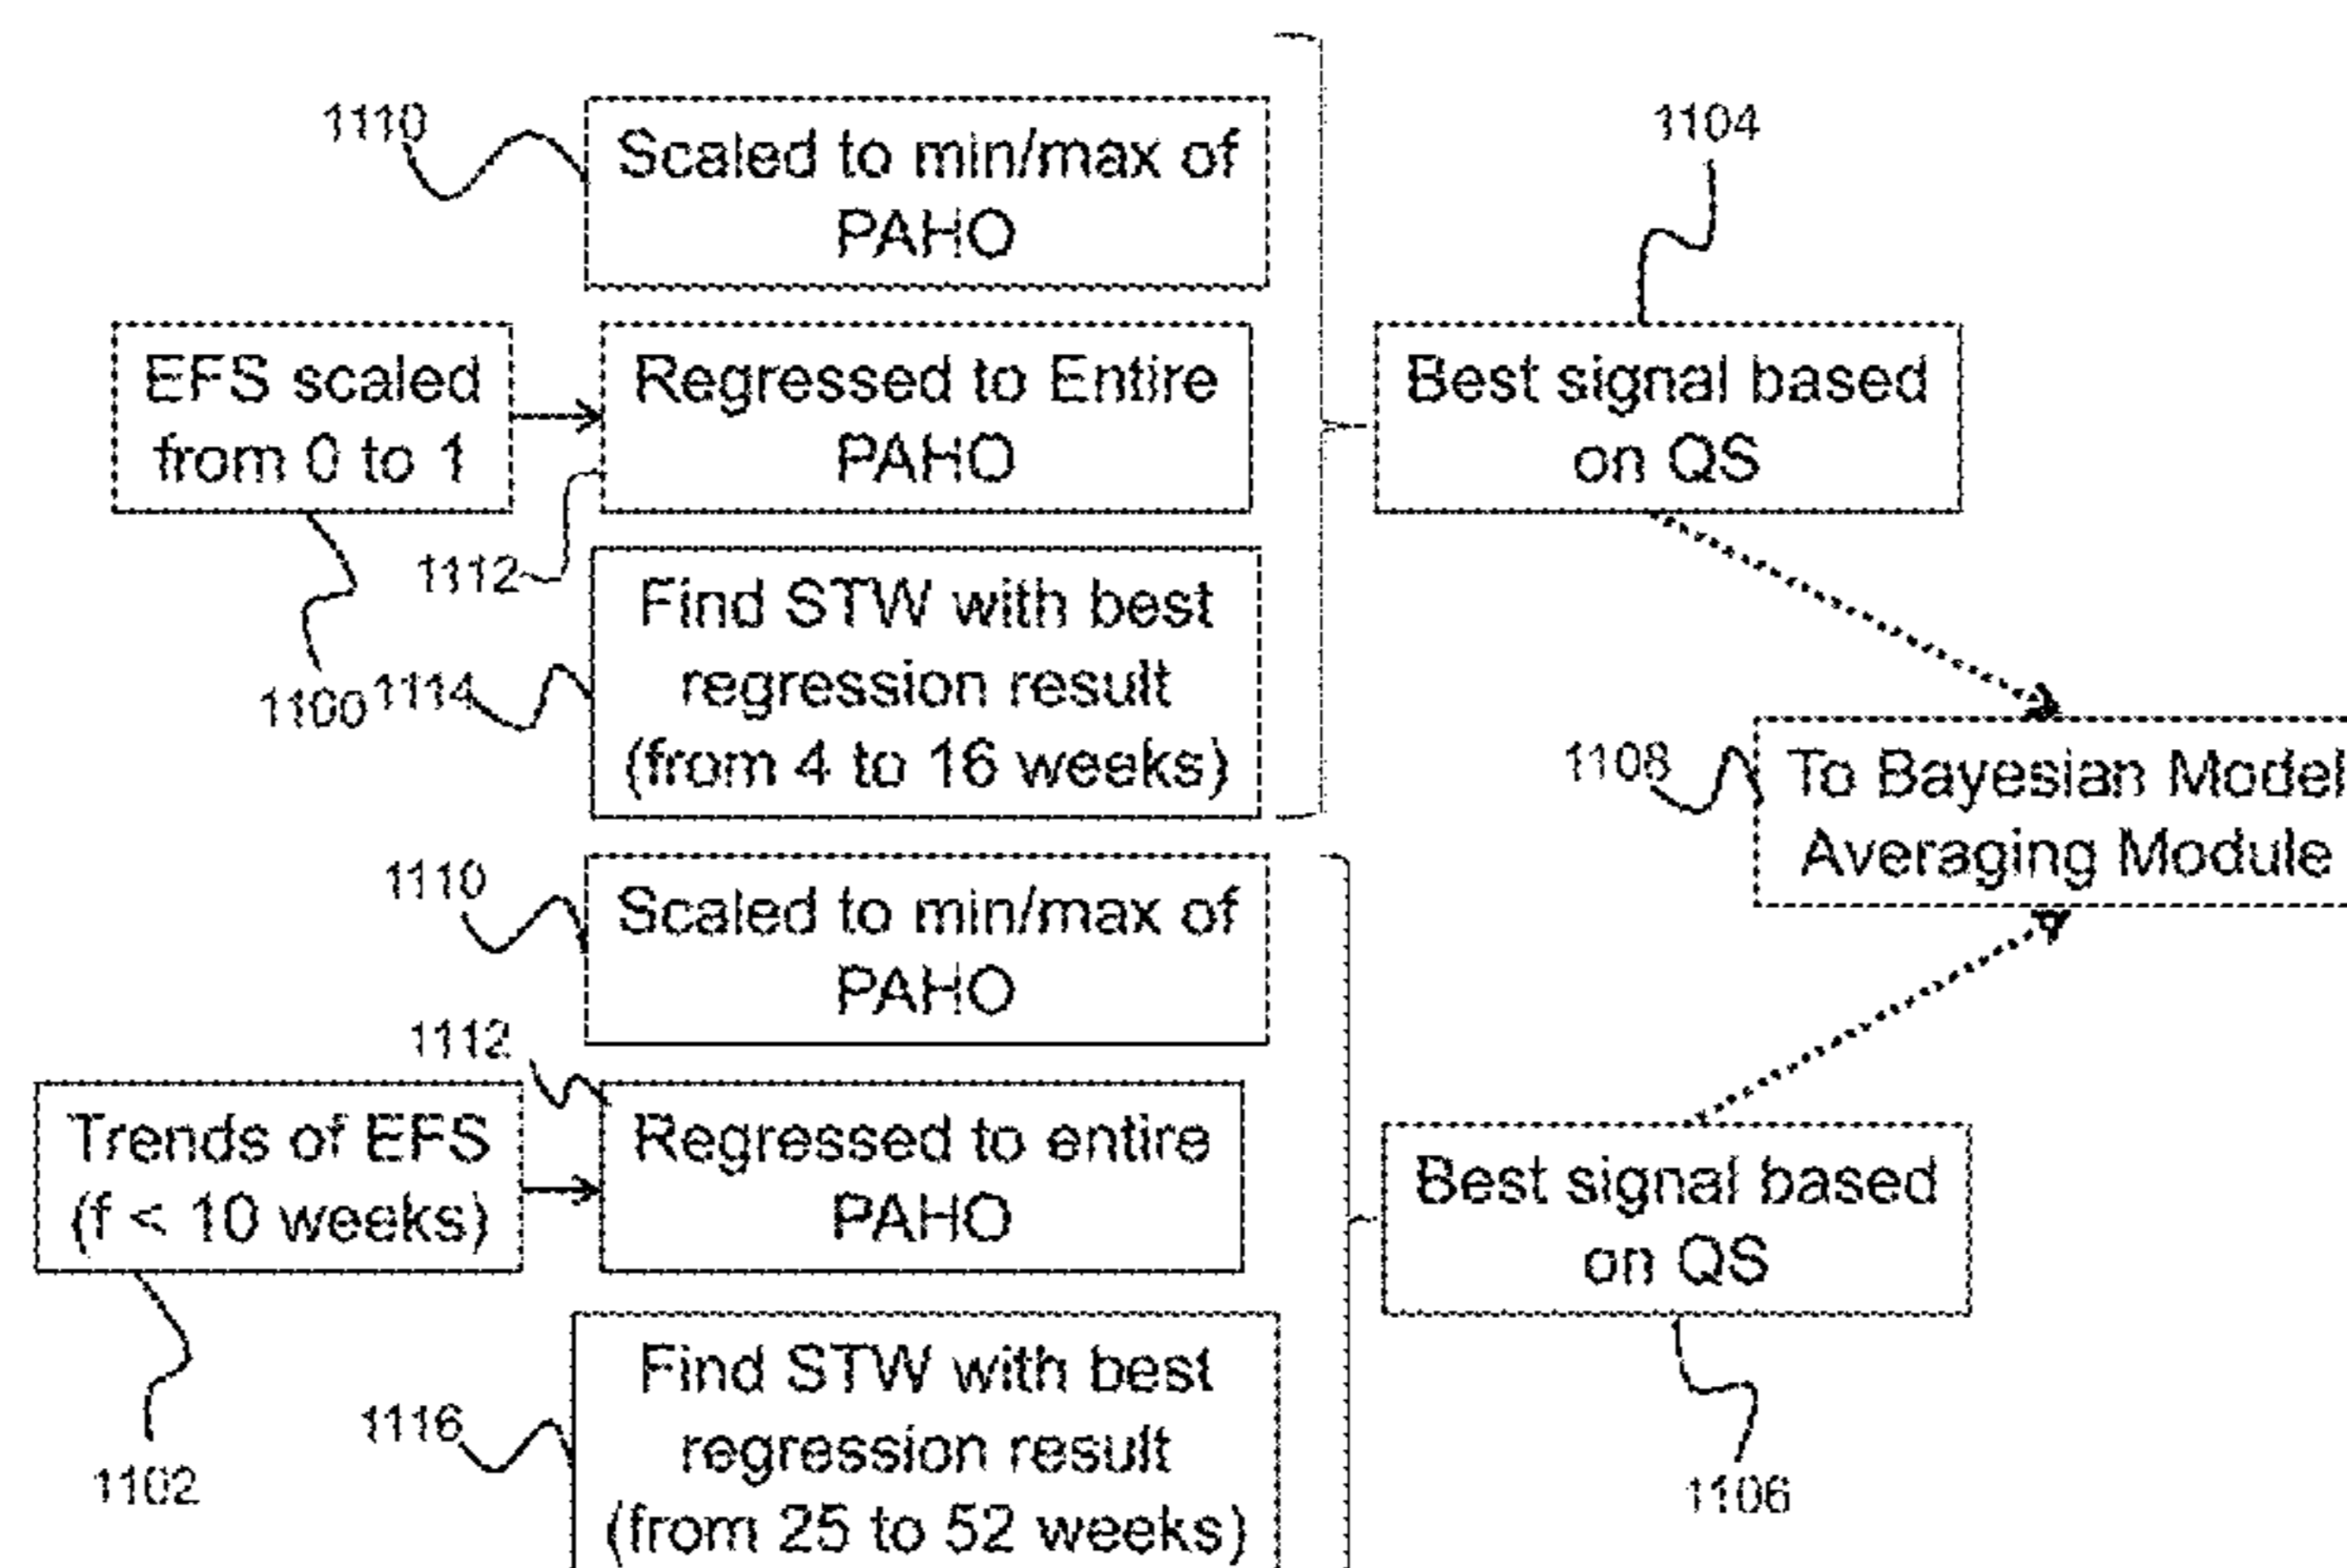 1110
Scaled to min/max of
PAHO
1104
EFS scaled
from 0 to 1
Regressed to Entire
PAHO
Best signal based
on QS
1112
1100
1114
Find STW with best
regression result
(from 4 to 16 weeks)
1108
To Bayesian Model
Averaging Module
1110
Scaled to min/max of
PAHO
1112
Trends of EFS
(f < 10 weeks)
Regressed to entire
PAHO
Best signal based
on QS
1102
1116
Find STW with best
regression result
(from 25 to 52 weeks)
1106